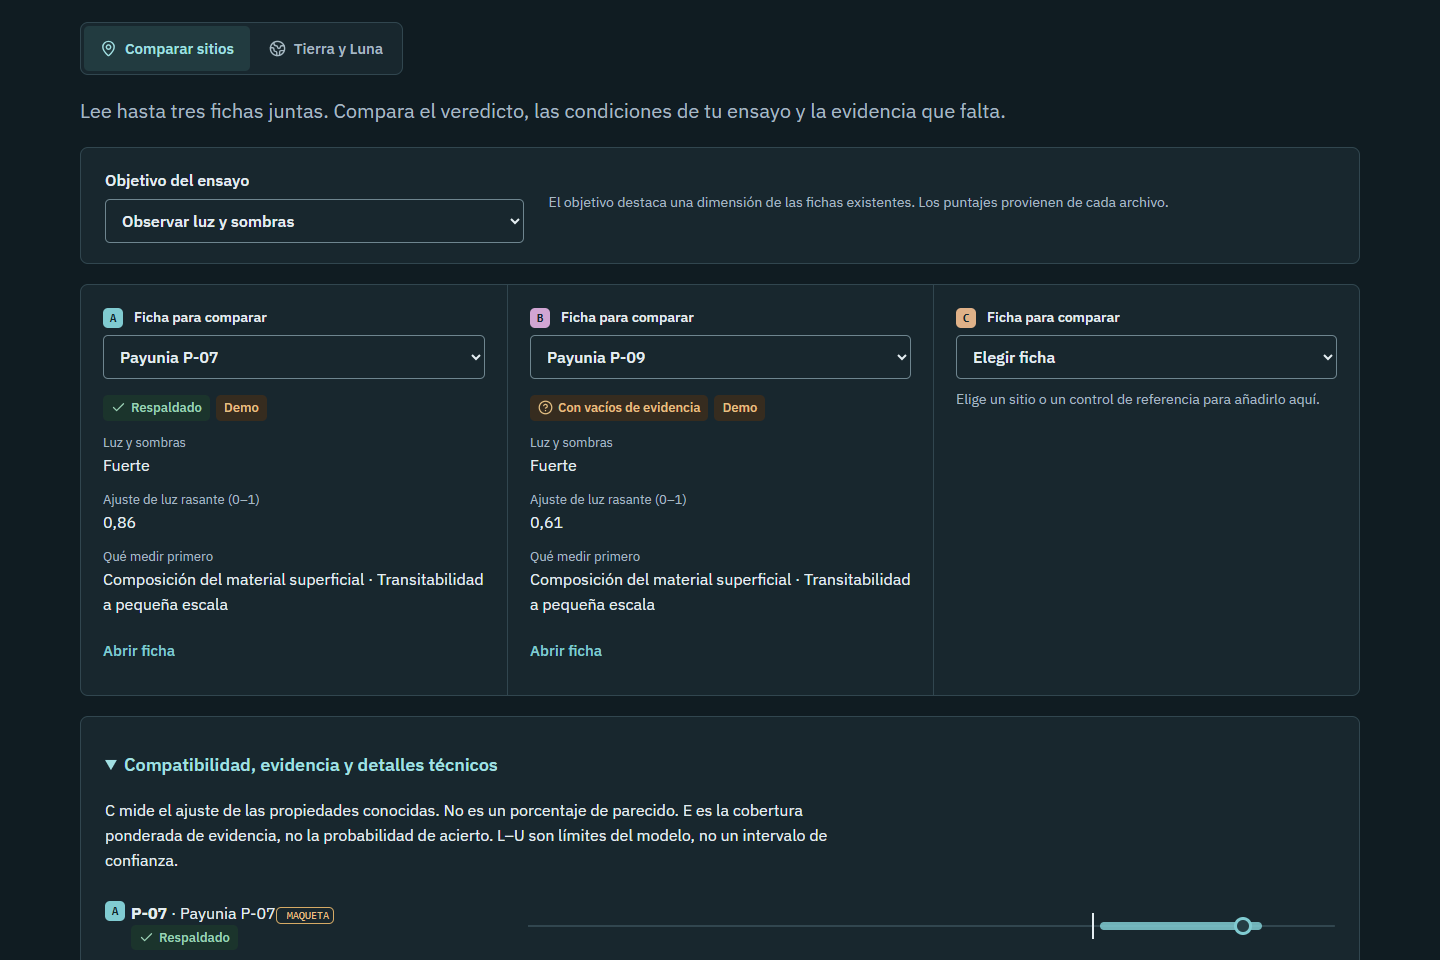 Comparar sitios
Tierra y Luna
Lee hasta tres fichas juntas. Compara el veredicto, las condiciones de tu ensayo y la evidencia que falta.
Objetivo del ensayo
Observar luz y sombras
El objetivo destaca una dimensión de las fichas existentes. Los puntajes provienen de cada archivo.
A Ficha para comparar
Payunia P-07
Respaldado Demo
Luz y sombras
Fuerte
Ajuste de luz rasante (0–1)
0,86
Qué medir primero
Composición del material superficial · Transitabilidad
a pequeña escala
Abrir ficha
B Ficha para comparar
Payunia P-09
Con vacíos de evidencia Demo
Luz y sombras
Fuerte
Ajuste de luz rasante (0–1)
0,61
Qué medir primero
Composición del material superficial · Transitabilidad
a pequeña escala
Abrir ficha
C Ficha para comparar
Elegir ficha
Elige un sitio o un control de referencia para añadirlo aquí.
Compatibilidad, evidencia y detalles técnicos
C mide el ajuste de las propiedades conocidas. No es un porcentaje de parecido. E es la cobertura
ponderada de evidencia, no la probabilidad de acierto. L–U son límites del modelo, no un intervalo de
confianza.
A P-07 · Payunia P-07 MAQUETA
Respaldado